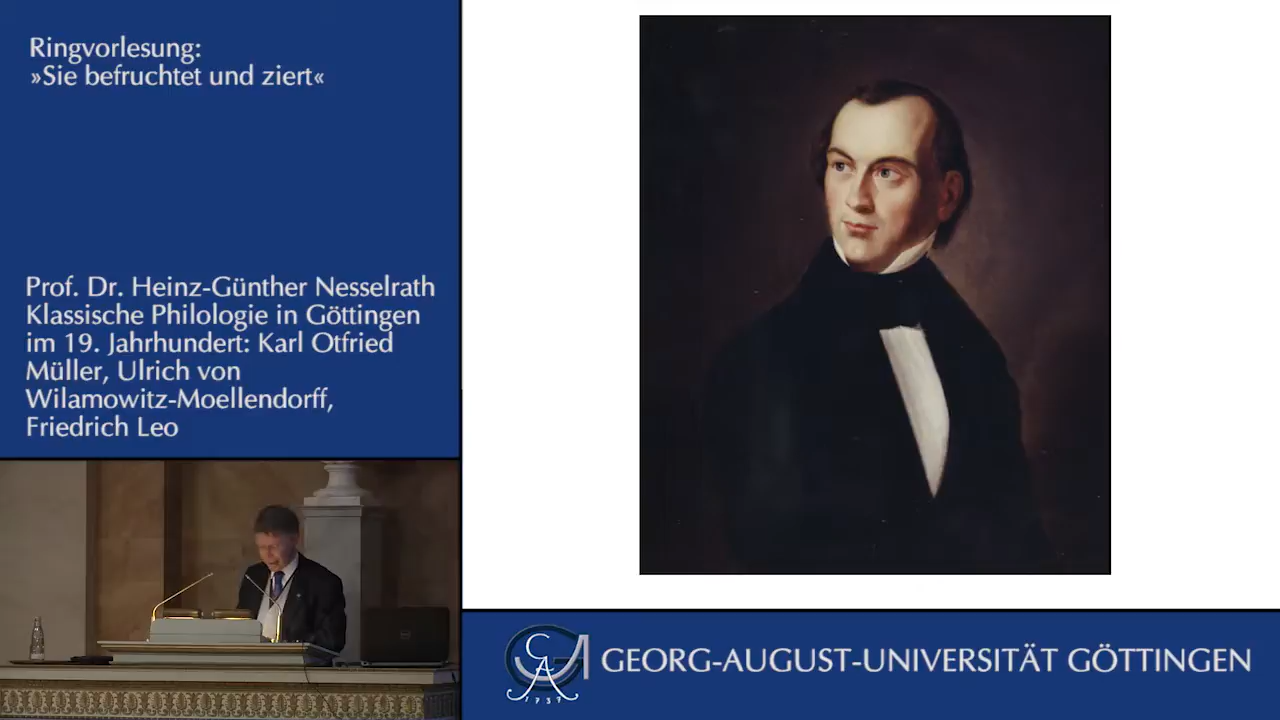 Ringvorlesung:
»Sie befruchtet und ziert«
Prof. Dr. Heinz-Günther Nesselrath
Klassische Philologie in Göttingen
im 19. Jahrhundert: Karl Otfried
Müller, Ulrich von
Wilamowitz-Moellendorff,
Friedrich Leo
GEORG-AUGUST-UNIVERSITÄT GÖTTINGEN
1737